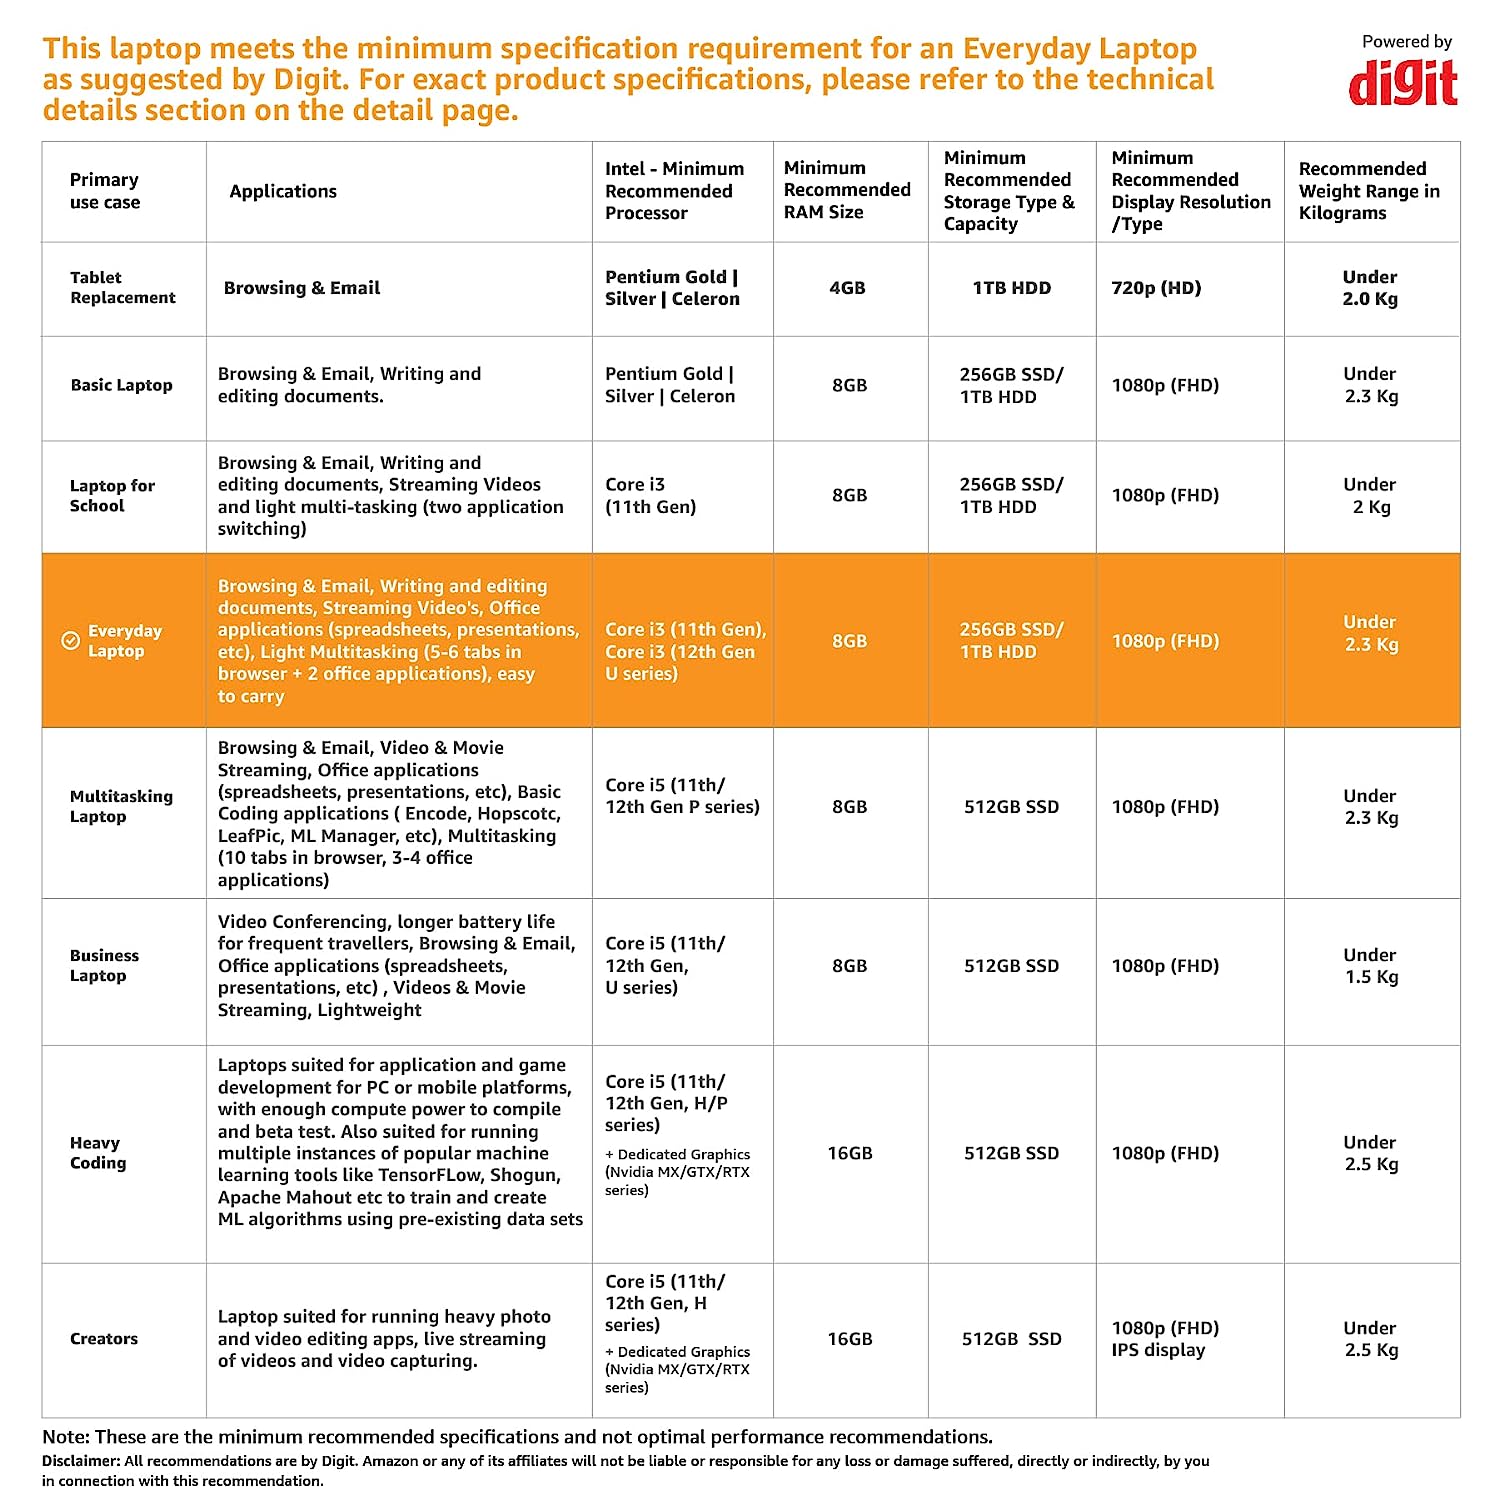 This laptop meets the minimum specification requirement for an Everyday Laptop
as suggested by Digit. For exact product specifications, please refer to the technical
details section on the detail page.
Powered by
digit
Primary
use case
Applications
Intel - Minimum
Recommended
Processor
Minimum
Recommended
RAM Size
Minimum
Recommended
Storage Type &
Capacity
Minimum
Recommended
Display Resolution
/Type
Recommended
Weight Range in
Kilograms
Tablet
Replacement
Browsing & Email
Pentium Gold |
Silver | Celeron
4GB
1TB HDD
720p (HD)
Under
2.0 Kg
Basic Laptop
Browsing & Email, Writing and
editing documents.
Pentium Gold |
Silver | Celeron
8GB
256GB SSD/
1TB HDD
1080p (FHD)
Under
2.3 Kg
Laptop for
School
Browsing & Email, Writing and
editing documents, Streaming Videos
and light multi-tasking (two application
switching)
Core i3
(11th Gen)
8GB
256GB SSD/
1TB HDD
1080p (FHD)
Under
2 Kg
Everyday
Laptop
Browsing & Email, Writing and editing
documents, Streaming Video's, Office
applications (spreadsheets, presentations,
etc), Light Multitasking (5-6 tabs in
browser + 2 office applications), easy
to carry
Core i3 (11th Gen),
Core i3 (12th Gen
U series)
8GB
256GB SSD/
1TB HDD
1080p (FHD)
Under
2.3 Kg
Multitasking
Laptop
Browsing & Email, Video & Movie
Streaming, Office applications
(spreadsheets, presentations, etc), Basic
Coding applications ( Encode, Hopscotc,
LeafPic, ML Manager, etc), Multitasking
(10 tabs in browser, 3-4 office
applications)
Core i5 (11th/
12th Gen P series)
8GB
512GB SSD
1080p (FHD)
Under
2.3 Kg
Business
Laptop
Video Conferencing, longer battery life
for frequent travellers, Browsing & Email,
Office applications (spreadsheets,
presentations, etc) , Videos & Movie
Streaming, Lightweight
Core i5 (11th/
12th Gen,
U series)
8GB
512GB SSD
1080p (FHD)
Under
1.5 Kg
Heavy
Coding
Laptops suited for application and game
development for PC or mobile platforms,
with enough compute power to compile
and beta test. Also suited for running
multiple instances of popular machine
learning tools like TensorFLow, Shogun,
Apache Mahout etc to train and create
ML algorithms using pre-existing data sets
Core i5 (11th/
12th Gen, H/P
series)
+ Dedicated Graphics
(Nvidia MX/GTX/RTX
series)
16GB
512GB SSD
1080p (FHD)
Under
2.5 Kg
Creators
Laptop suited for running heavy photo
and video editing apps, live streaming
of videos and video capturing.
Core i5 (11th/
12th Gen, H
series)
+ Dedicated Graphics
(Nvidia MX/GTX/RTX
series)
16GB
512GB SSD
1080p (FHD)
IPS display
Under
2.5 Kg
Note: These are the minimum recommended specifications and not optimal performance recommendations.
Disclaimer: All recommendations are by Digit. Amazon or any of its affiliates will not be liable or responsible for any loss or damage suffered, directly or indirectly, by you
in connection with this recommendation.